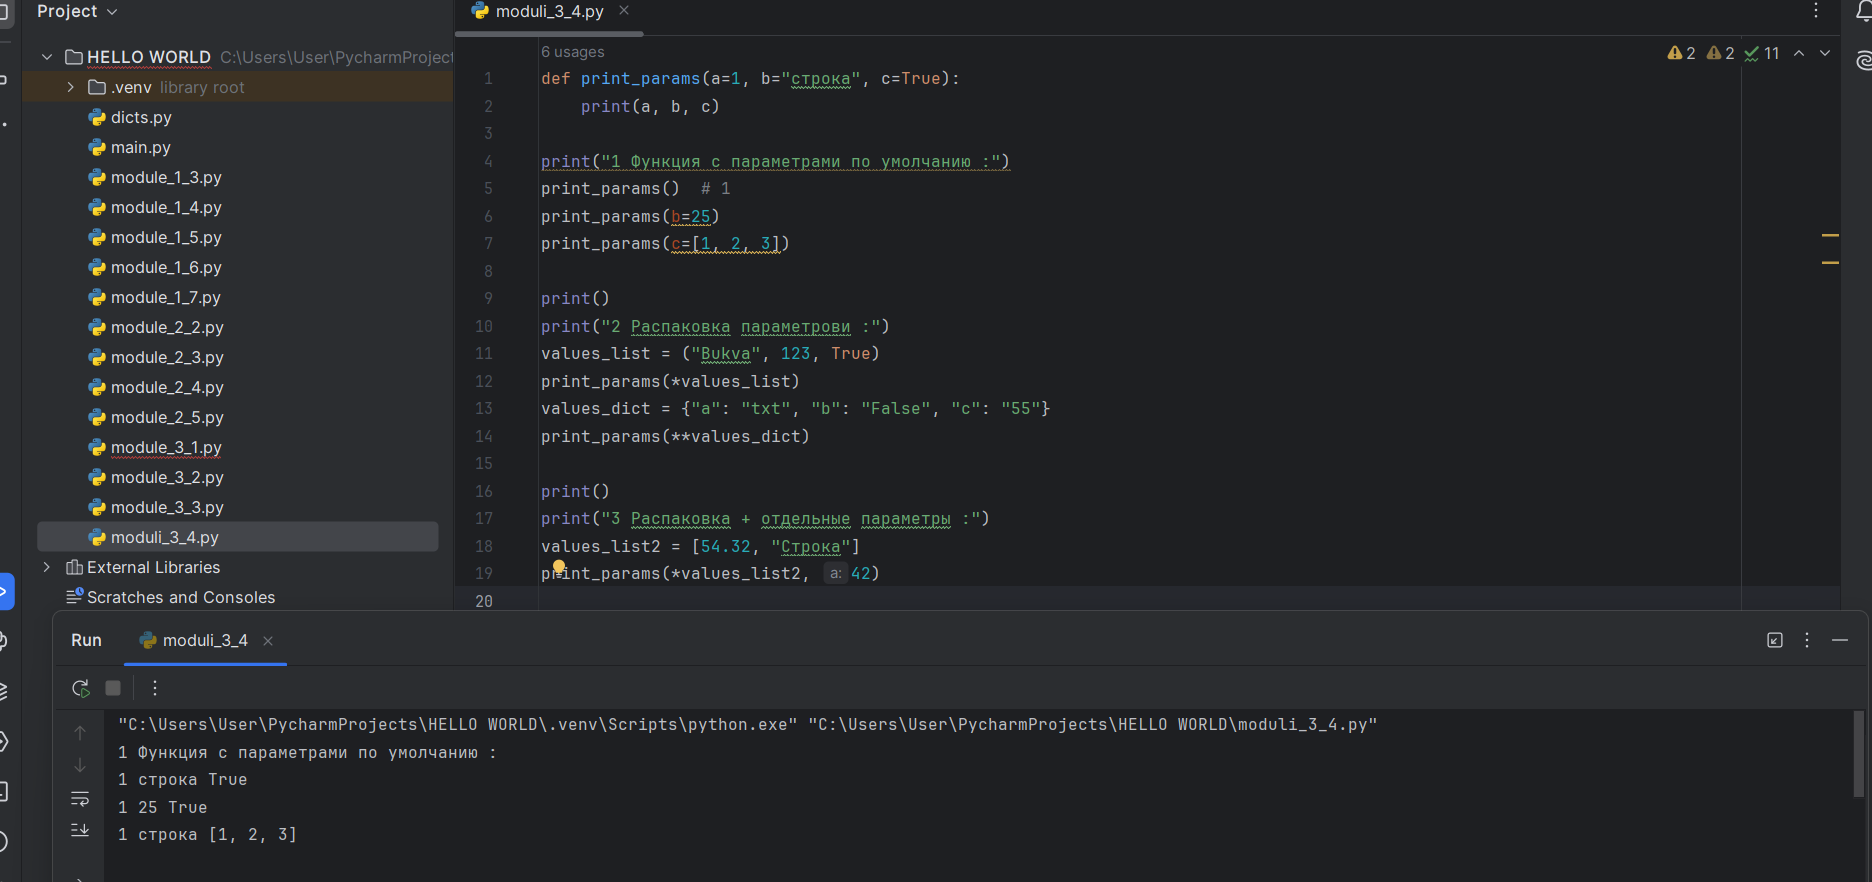 Project
moduli_3_4.py
HELLO WORLD C:\Users\User\PycharmProject
.venv library root
dicts.py
main.py
module_1_3.py
module_1_4.py
module_1_5.py
module_1_6.py
module_1_7.py
module_2_2.py
module_2_3.py
module_2_4.py
module_2_5.py
module_3_1.py
module_3_2.py
module_3_3.py
moduli_3_4.py
External Libraries
Scratches and Consoles
6 usages
2 2 11
1 def print_params(a=1, b="строка", c=True):
2 print(a, b, c)
3
4 print("1 Функция с параметрами по умолчанию :")
5 print_params() # 1
6 print_params(b=25)
7 print_params(c=[1, 2, 3])
8
9 print()
10 print("2 Распаковка параметрови :")
11 values_list = ("Bukva", 123, True)
12 print_params(*values_list)
13 values_dict = {"a": "txt", "b": "False", "c": "55"}
14 print_params(**values_dict)
15
16 print()
17 print("3 Распаковка + отдельные параметры :")
18 values_list2 = [54.32, "Строка"]
19 print_params(*values_list2, a: 42)
20
Run moduli_3_4
"C:\Users\User\PycharmProjects\HELLO WORLD\.venv\Scripts\python.exe" "C:\Users\User\PycharmProjects\HELLO WORLD\moduli_3_4.py"
1 Функция с параметрами по умолчанию :
1 строка True
1 25 True
1 строка [1, 2, 3]